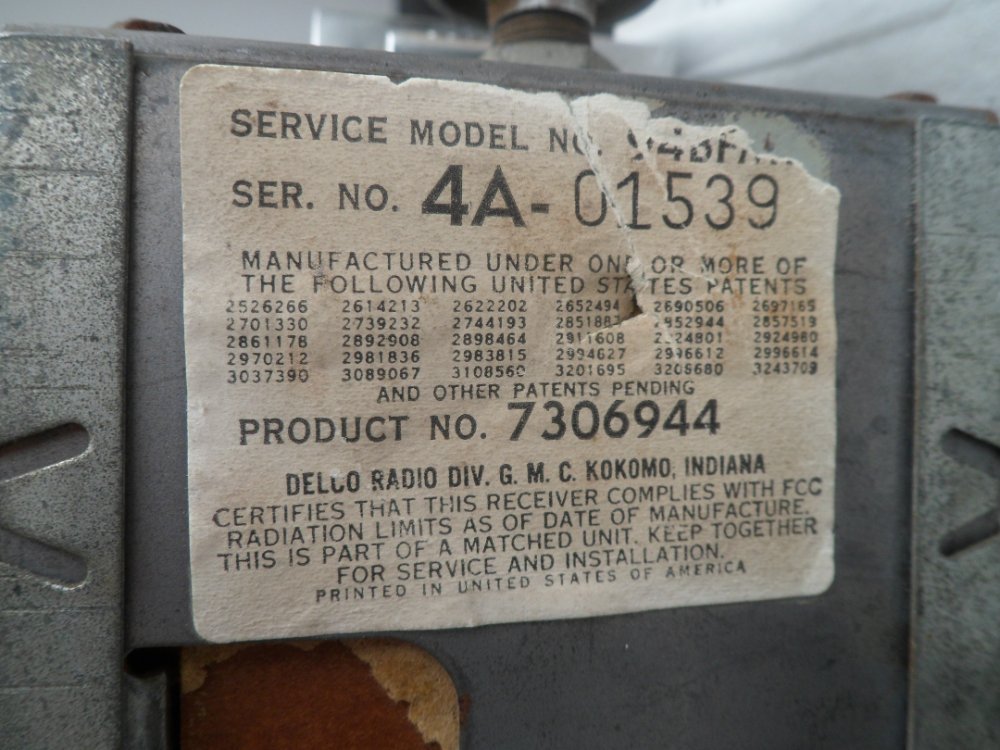 SERVICE MODEL NO.
SER. NO. 4A-01539
MANUFACTURED UNDER ONE OR MORE OF
THE FOLLOWING UNITED STATES PATENTS
2526266 2614213 2622202 2652494 2690506 2697165
2701330 2739232 2744193 2851883 2852944 2857519
2861178 2892908 2898464 2911608 2924980
2970212 2981836 2983815 2994627 2996612 2996614
3037390 3089067 3108560 3201695 3205680 3243709
AND OTHER PATENTS PENDING
PRODUCT NO. 7306944
DELCO RADIO DIV. G. M. C. KOKOMO, INDIANA
CERTIFIES THAT THIS RECEIVER COMPLIES WITH FCC
RADIATION LIMITS AS OF DATE OF MANUFACTURE.
THIS IS PART OF A MATCHED UNIT. KEEP TOGETHER
FOR SERVICE AND INSTALLATION.
PRINTED IN UNITED STATES OF AMERICA